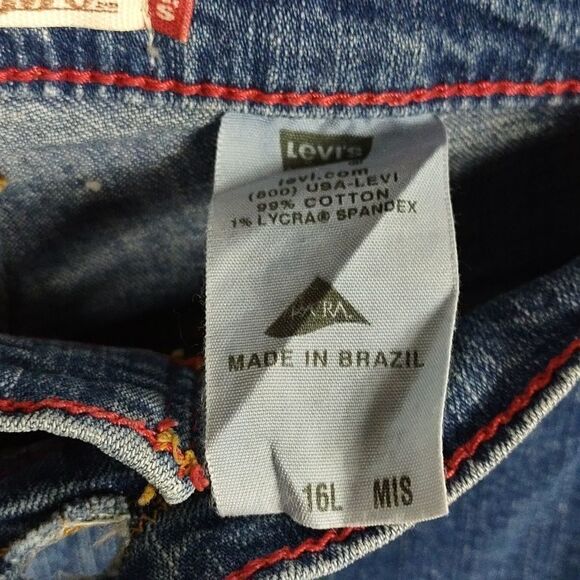 LEVI'S
levi.com
(800) USA-LEVI
99% COTTON
1% LYCRA® SPANDEX
LYCRA.
MADE IN BRAZIL
16L MIS